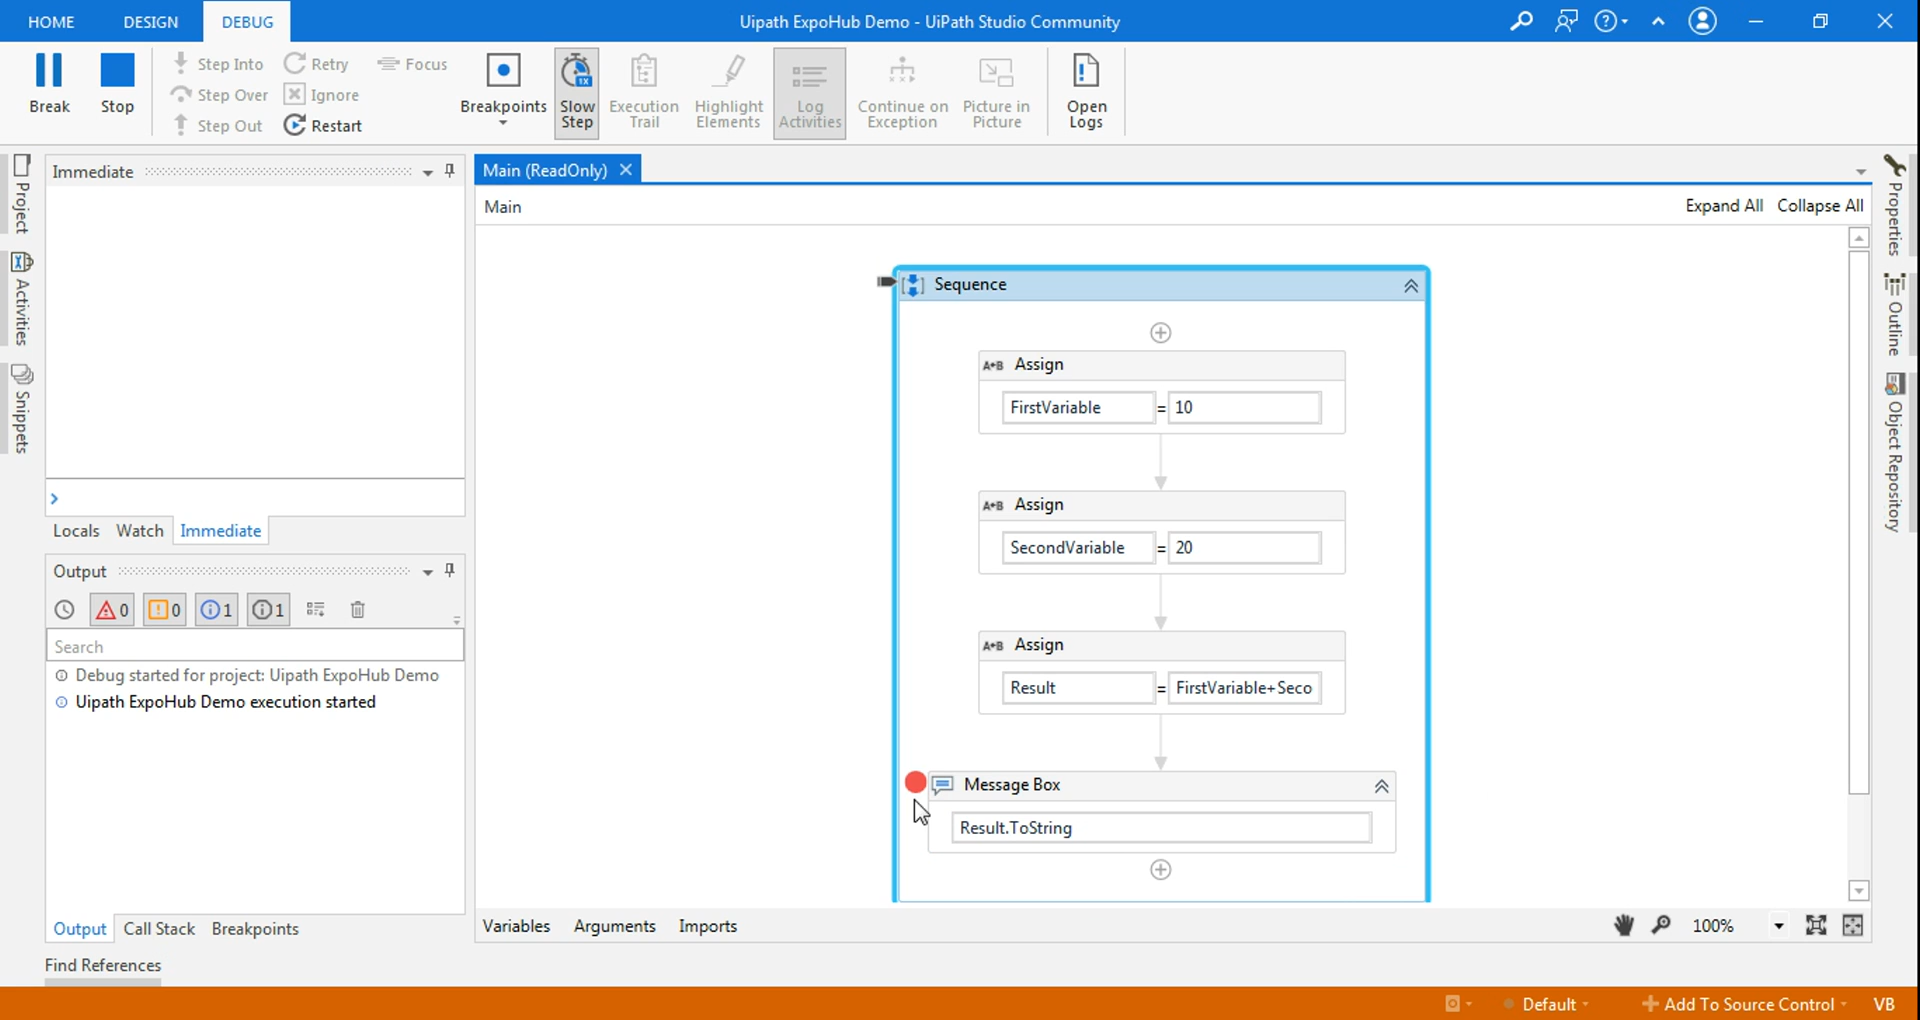 HOME DESIGN DEBUG Uipath ExpoHub Demo - UiPath Studio Community
Break Stop
Step Into Retry Focus
Step Over Ignore
Step Out Restart
Breakpoints
Slow Step 1X
Execution Trail
Highlight Elements
Log Activities
Continue on Exception
Picture in Picture
Open Logs
Project
Activities
Snippets
Immediate
Locals Watch Immediate
Output
0 0 1 1
Search
Debug started for project: Uipath ExpoHub Demo
Uipath ExpoHub Demo execution started
Output Call Stack Breakpoints
Find References
Main (ReadOnly)
Main Expand All Collapse All
Sequence
A+B Assign
FirstVariable = 10
A+B Assign
SecondVariable = 20
A+B Assign
Result = FirstVariable+Seco
Message Box
Result.ToString
Variables Arguments Imports 100%
Properties
Outline
Object Repository
Default Add To Source Control VB